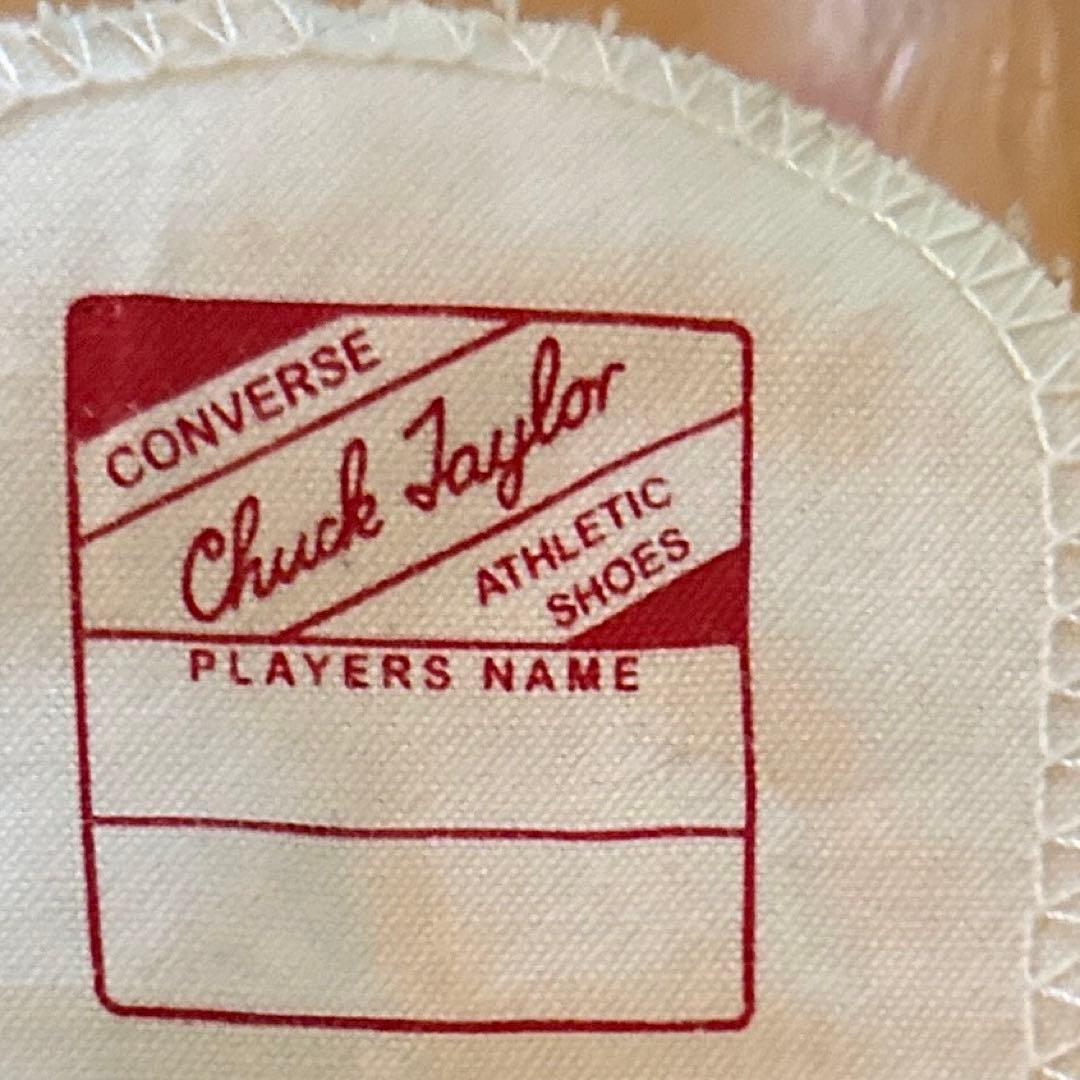 CONVERSE
Chuck Taylor
ATHLETIC
SHOES
PLAYERS NAME